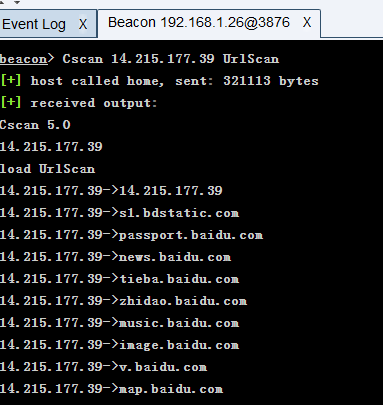 Event Log X Beacon 192.168.1.26@3876 X
beacon> Cscan 14.215.177.39 UrlScan
[+] host called home, sent: 321113 bytes
[+] received output:
Cscan 5.0
14.215.177.39
load UrlScan
14.215.177.39->14.215.177.39
14.215.177.39->s1.bdstatic.com
14.215.177.39->passport.baidu.com
14.215.177.39->news.baidu.com
14.215.177.39->tieba.baidu.com
14.215.177.39->zhidao.baidu.com
14.215.177.39->music.baidu.com
14.215.177.39->image.baidu.com
14.215.177.39->v.baidu.com
14.215.177.39->map.baidu.com